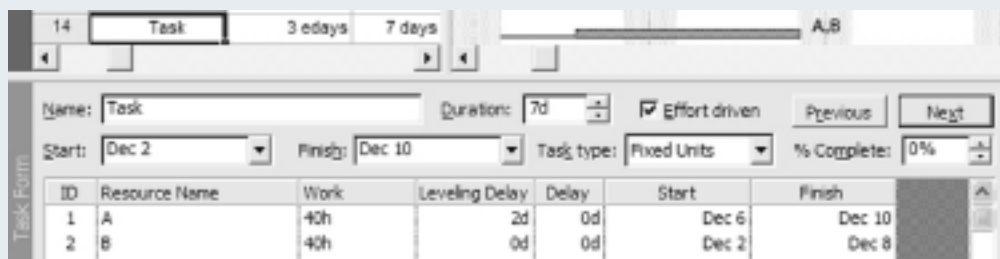 14 Task 3 edays 7 days A,B
Name: Task Duration: 7d Effort driven Previous Next
Start: Dec 2 Finish: Dec 10 Task type: Fixed Units % Complete: 0%
Task Form
ID Resource Name Work Leveling Delay Delay Start Finish
1 A 40h 2d 0d Dec 6 Dec 10
2 B 40h 0d 0d Dec 2 Dec 8